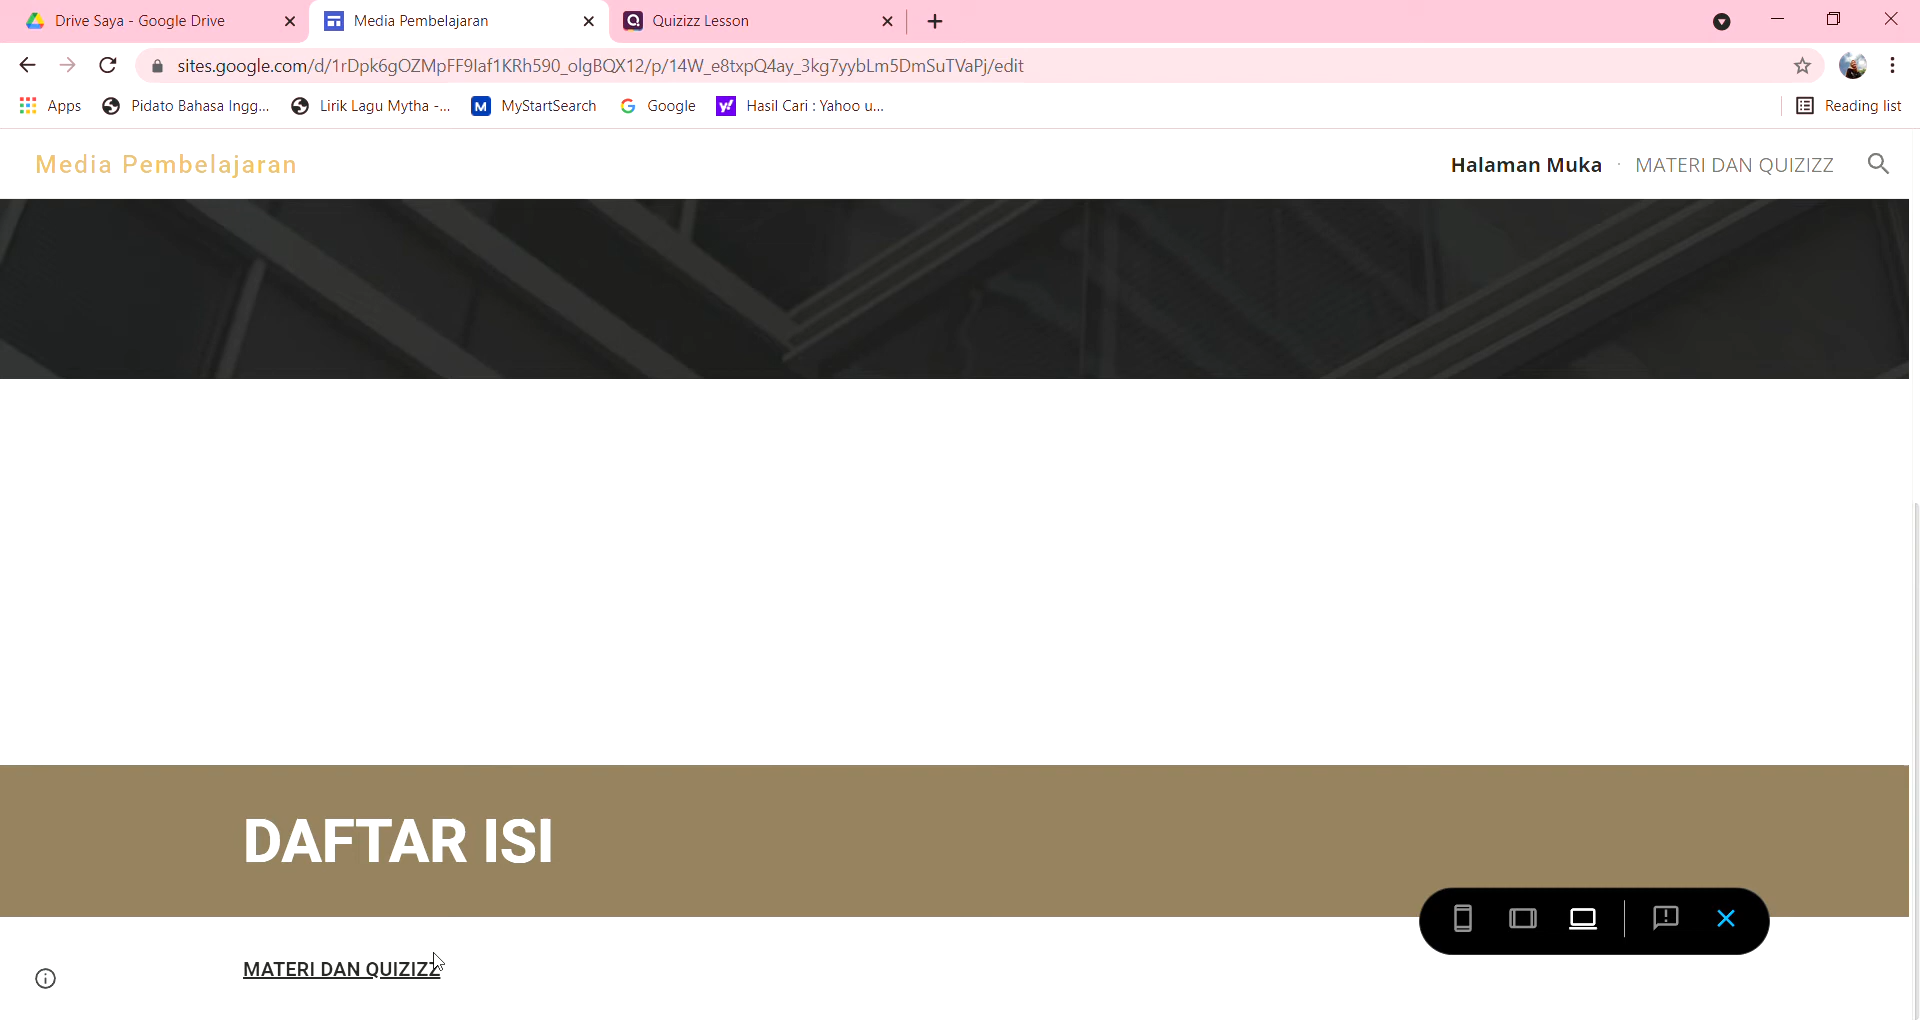 Drive Saya - Google Drive
Media Pembelajaran
Quizizz Lesson
sites.google.com/d/1rDpk6gOZMpFF9Iaf1KRh590_olgBQX12/p/14W_e8txpQ4ay_3kg7yybLm5DmSuTVaPj/edit
Apps
Pidato Bahasa Ingg...
Lirik Lagu Mytha -...
M
MyStartSearch
Google
Hasil Cari : Yahoo u...
Reading list
Media Pembelajaran
Halaman Muka · MATERI DAN QUIZIZZ
DAFTAR ISI
MATERI DAN QUIZIZZ